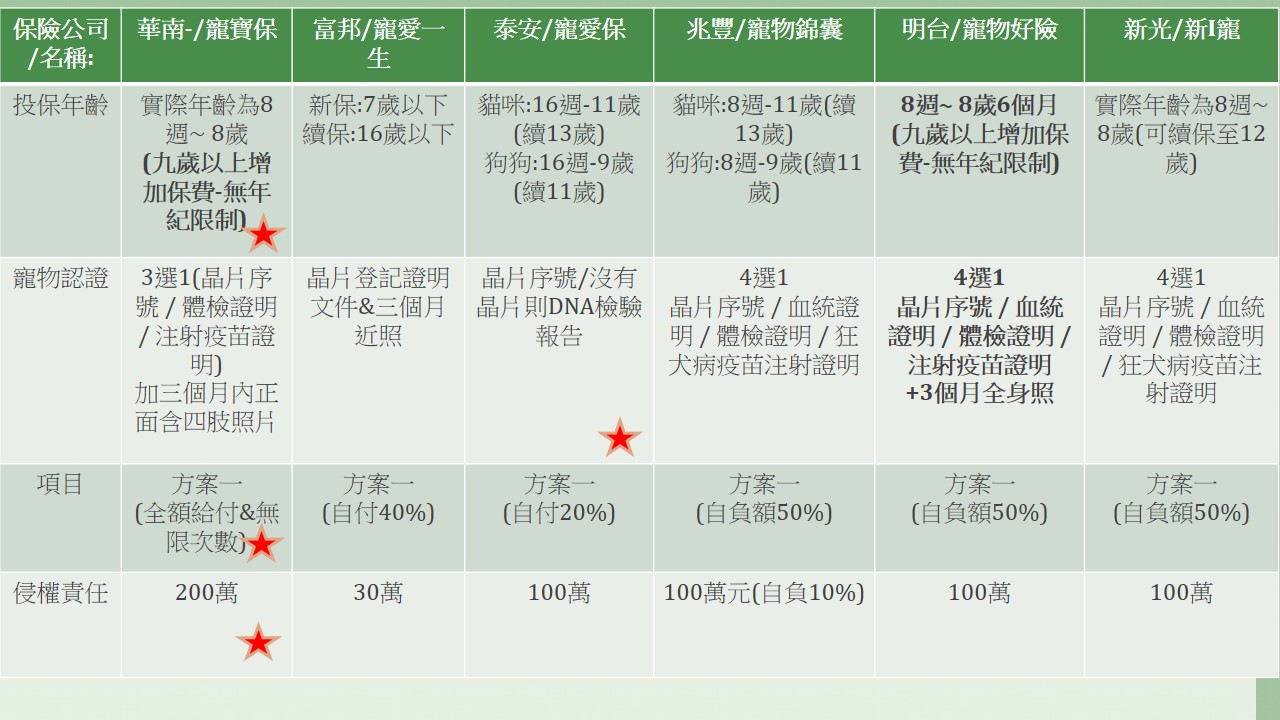 保險公司
/名稱:
華南-/寵寶保
富邦/寵愛一
生
泰安/寵愛保
兆豐/寵物錦囊
明台/寵物好險
新光/新I寵
投保年齡
實際年齡為8
週~ 8歲
(九歲以上增
加保費-無年
紀限制)
新保:7歲以下
續保:16歲以下
貓咪:16週-11歲
(續13歲)
狗狗:16週-9歲
(續11歲)
貓咪:8週-11歲(續
13歲)
狗狗:8週-9歲(續11
歲)
8週~ 8歲6個月
(九歲以上增加保
費-無年紀限制)
實際年齡為8週~
8歲(可續保至12
歲)
寵物認證
3選1(晶片序
號 / 體檢證明
/ 注射疫苗證
明)
加三個月內正
面含四肢照片
晶片登記證明
文件&三個月
近照
晶片序號/沒有
晶片則DNA檢驗
報告
4選1
晶片序號 / 血統證
明 / 體檢證明 / 狂
犬病疫苗注射證明
4選1
晶片序號 / 血統
證明 / 體檢證明 /
注射疫苗證明
+3個月全身照
4選1
晶片序號 / 血統
證明 / 體檢證明
/ 狂犬病疫苗注
射證明
項目
方案一
(全額給付&無
限次數)
方案一
(自付40%)
方案一
(自付20%)
方案一
(自負額50%)
方案一
(自負額50%)
方案一
(自負額50%)
侵權責任
200萬
30萬
100萬
100萬元(自負10%)
100萬
100萬